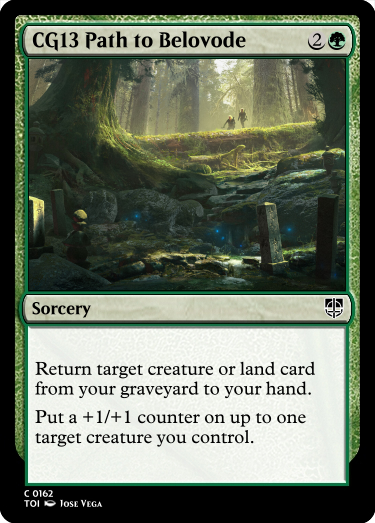 CG13 Path to Belovode 2
Sorcery
Return target creature or land card
from your graveyard to your hand.
Put a +1/+1 counter on up to one
target creature you control.
C 0162
TOI Jose Vega